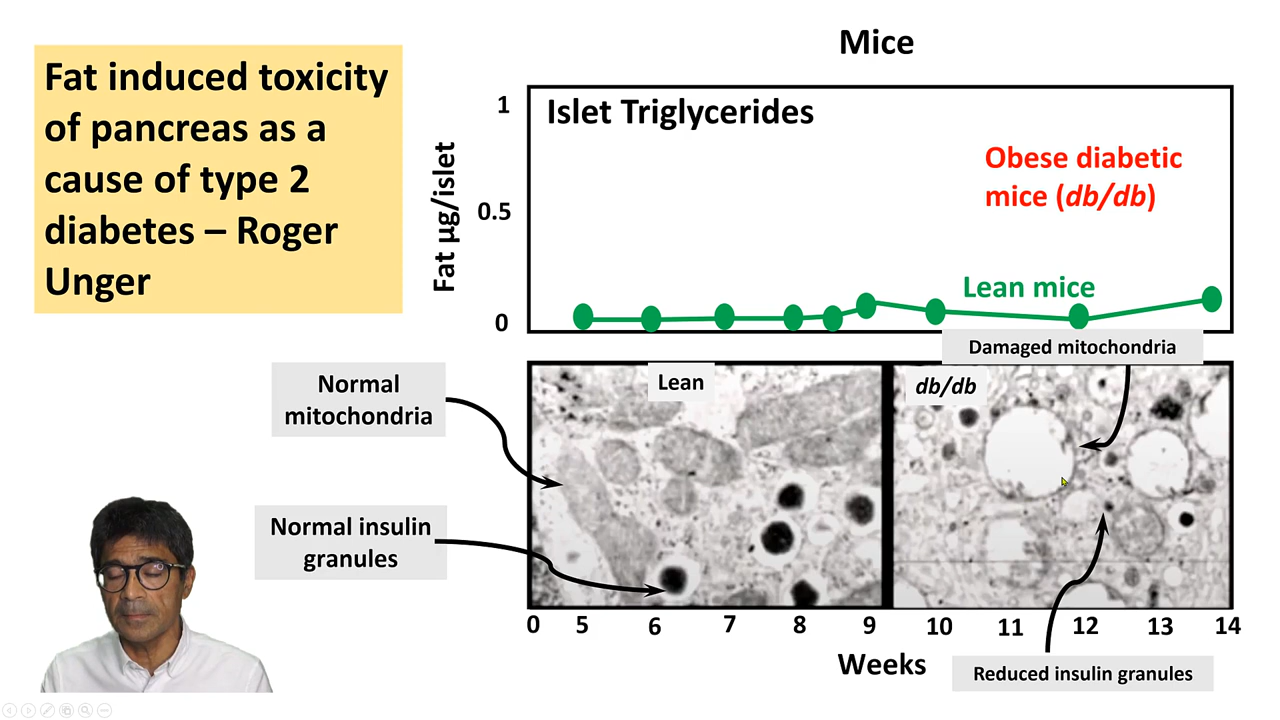 Fat induced toxicity
of pancreas as a
cause of type 2
diabetes – Roger
Unger
Mice
Islet Triglycerides
1
0.5
0
Fat µg/islet
Obese diabetic
mice (db/db)
Lean mice
Damaged mitochondria
Normal
mitochondria
Lean
db/db
Normal insulin
granules
0 5 6 7 8 9 10 11 12 13 14
Weeks
Reduced insulin granules